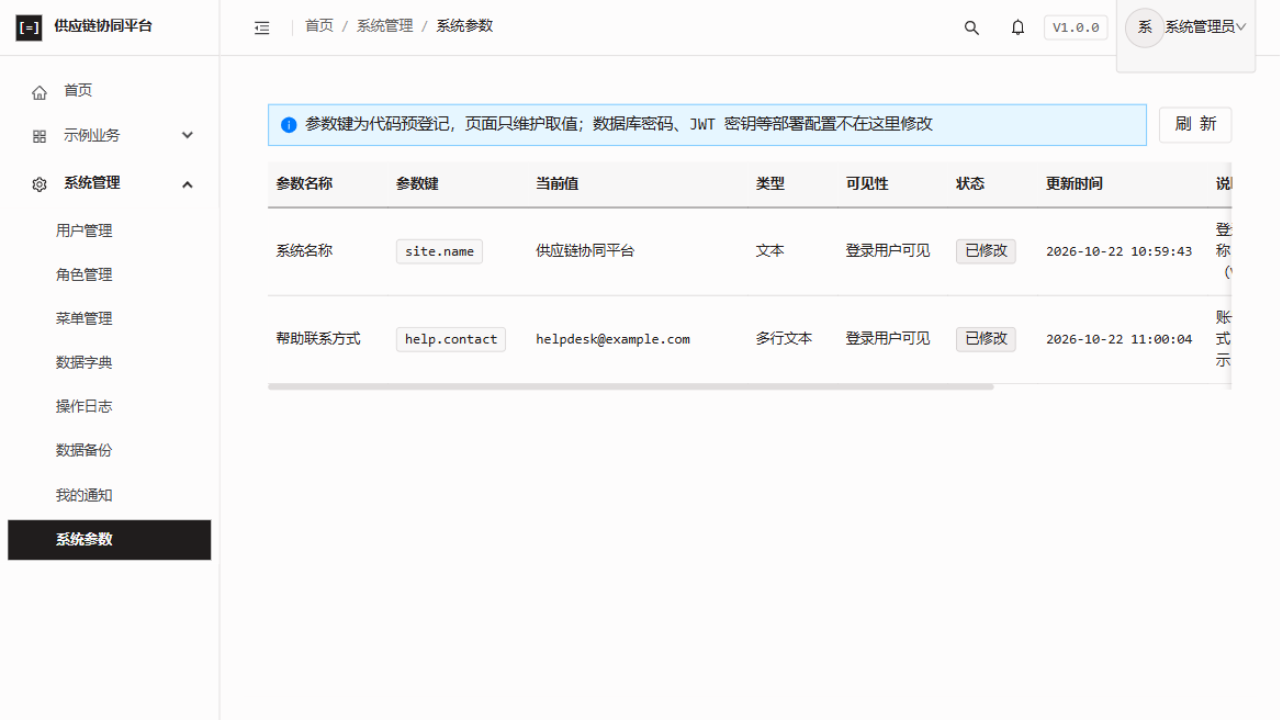 [=] 供应链协同平台
首页 / 系统管理 / 系统参数
V1.0.0
系 系统管理员
首页
示例业务
系统管理
用户管理
角色管理
菜单管理
数据字典
操作日志
数据备份
我的通知
系统参数
参数键为代码预登记，页面只维护取值；数据库密码、JWT 密钥等部署配置不在这里修改
刷 新
参数名称 参数键 当前值 类型 可见性 状态 更新时间
系统名称 site.name 供应链协同平台 文本 登录用户可见 已修改 2026-10-22 10:59:43
称
帮助联系方式 help.contact helpdesk@example.com 多行文本 登录用户可见 已修改 2026-10-22 11:00:04
账
式
示